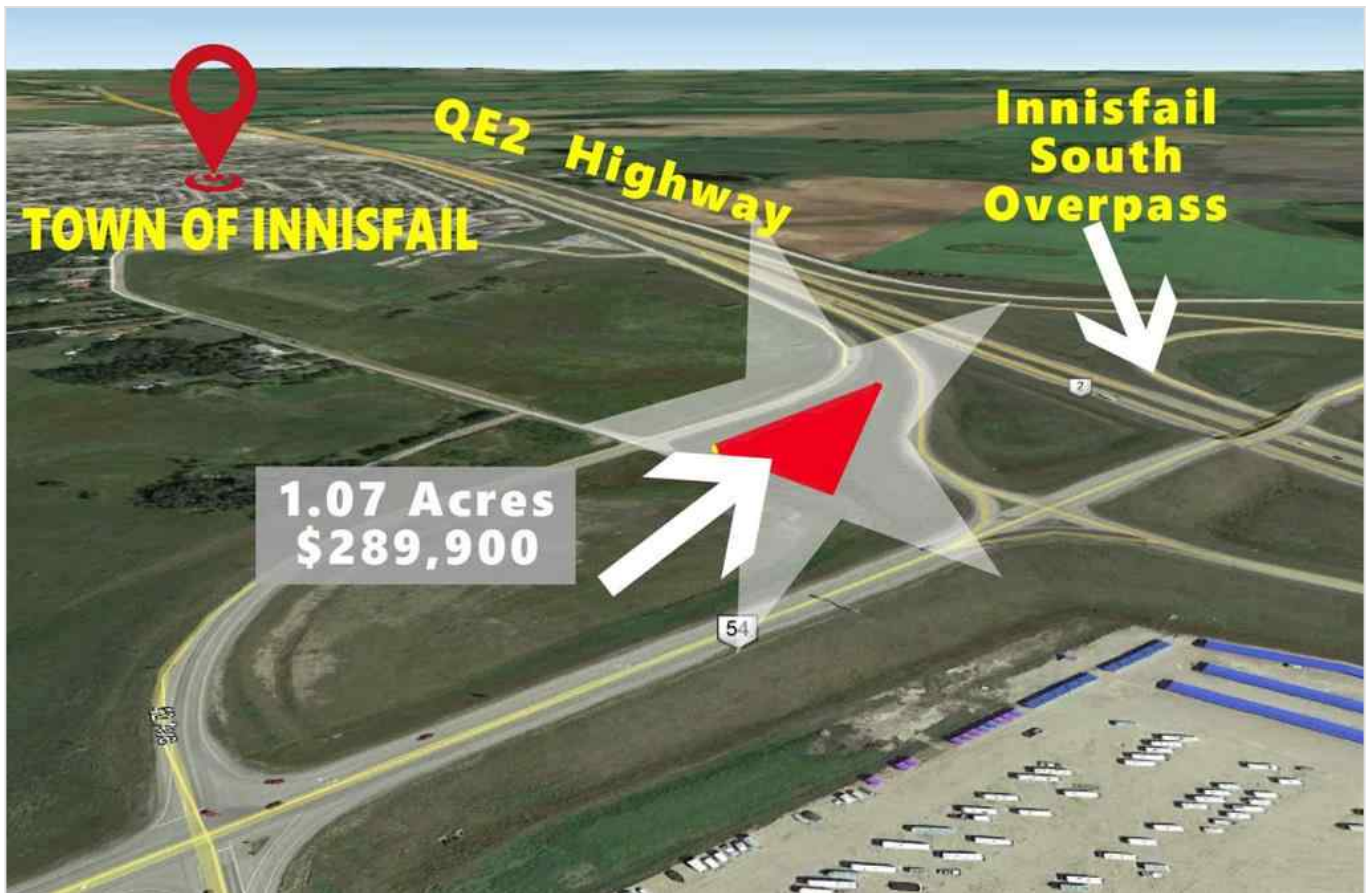 TOWN OF INNISFAIL
QE2 Highway
Innisfail
South
Overpass
2
1.07 Acres
$289,900
54